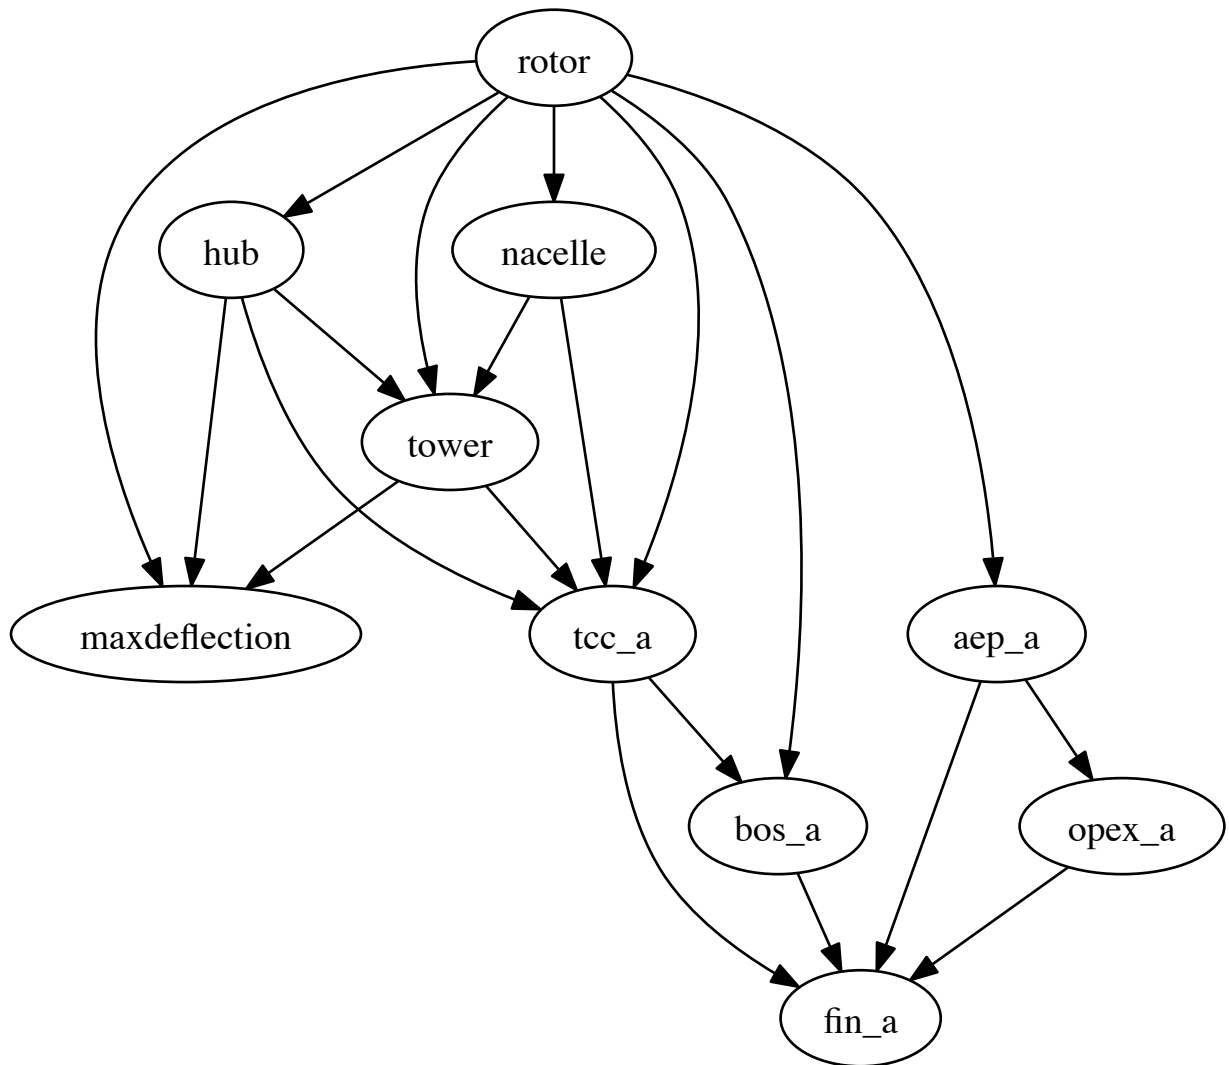 rotor
hub
nacelle
tower
maxdeflection
tcc_a
aep_a
bos_a
opex_a
fin_a